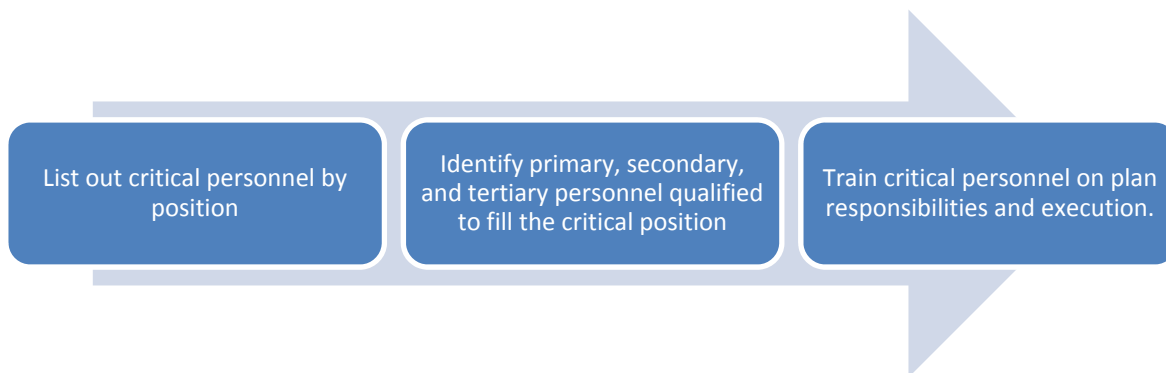 List out critical personnel by
position
Identify primary, secondary,
and tertiary personnel qualified
to fill the critical position
Train critical personnel on plan
responsibilities and execution.